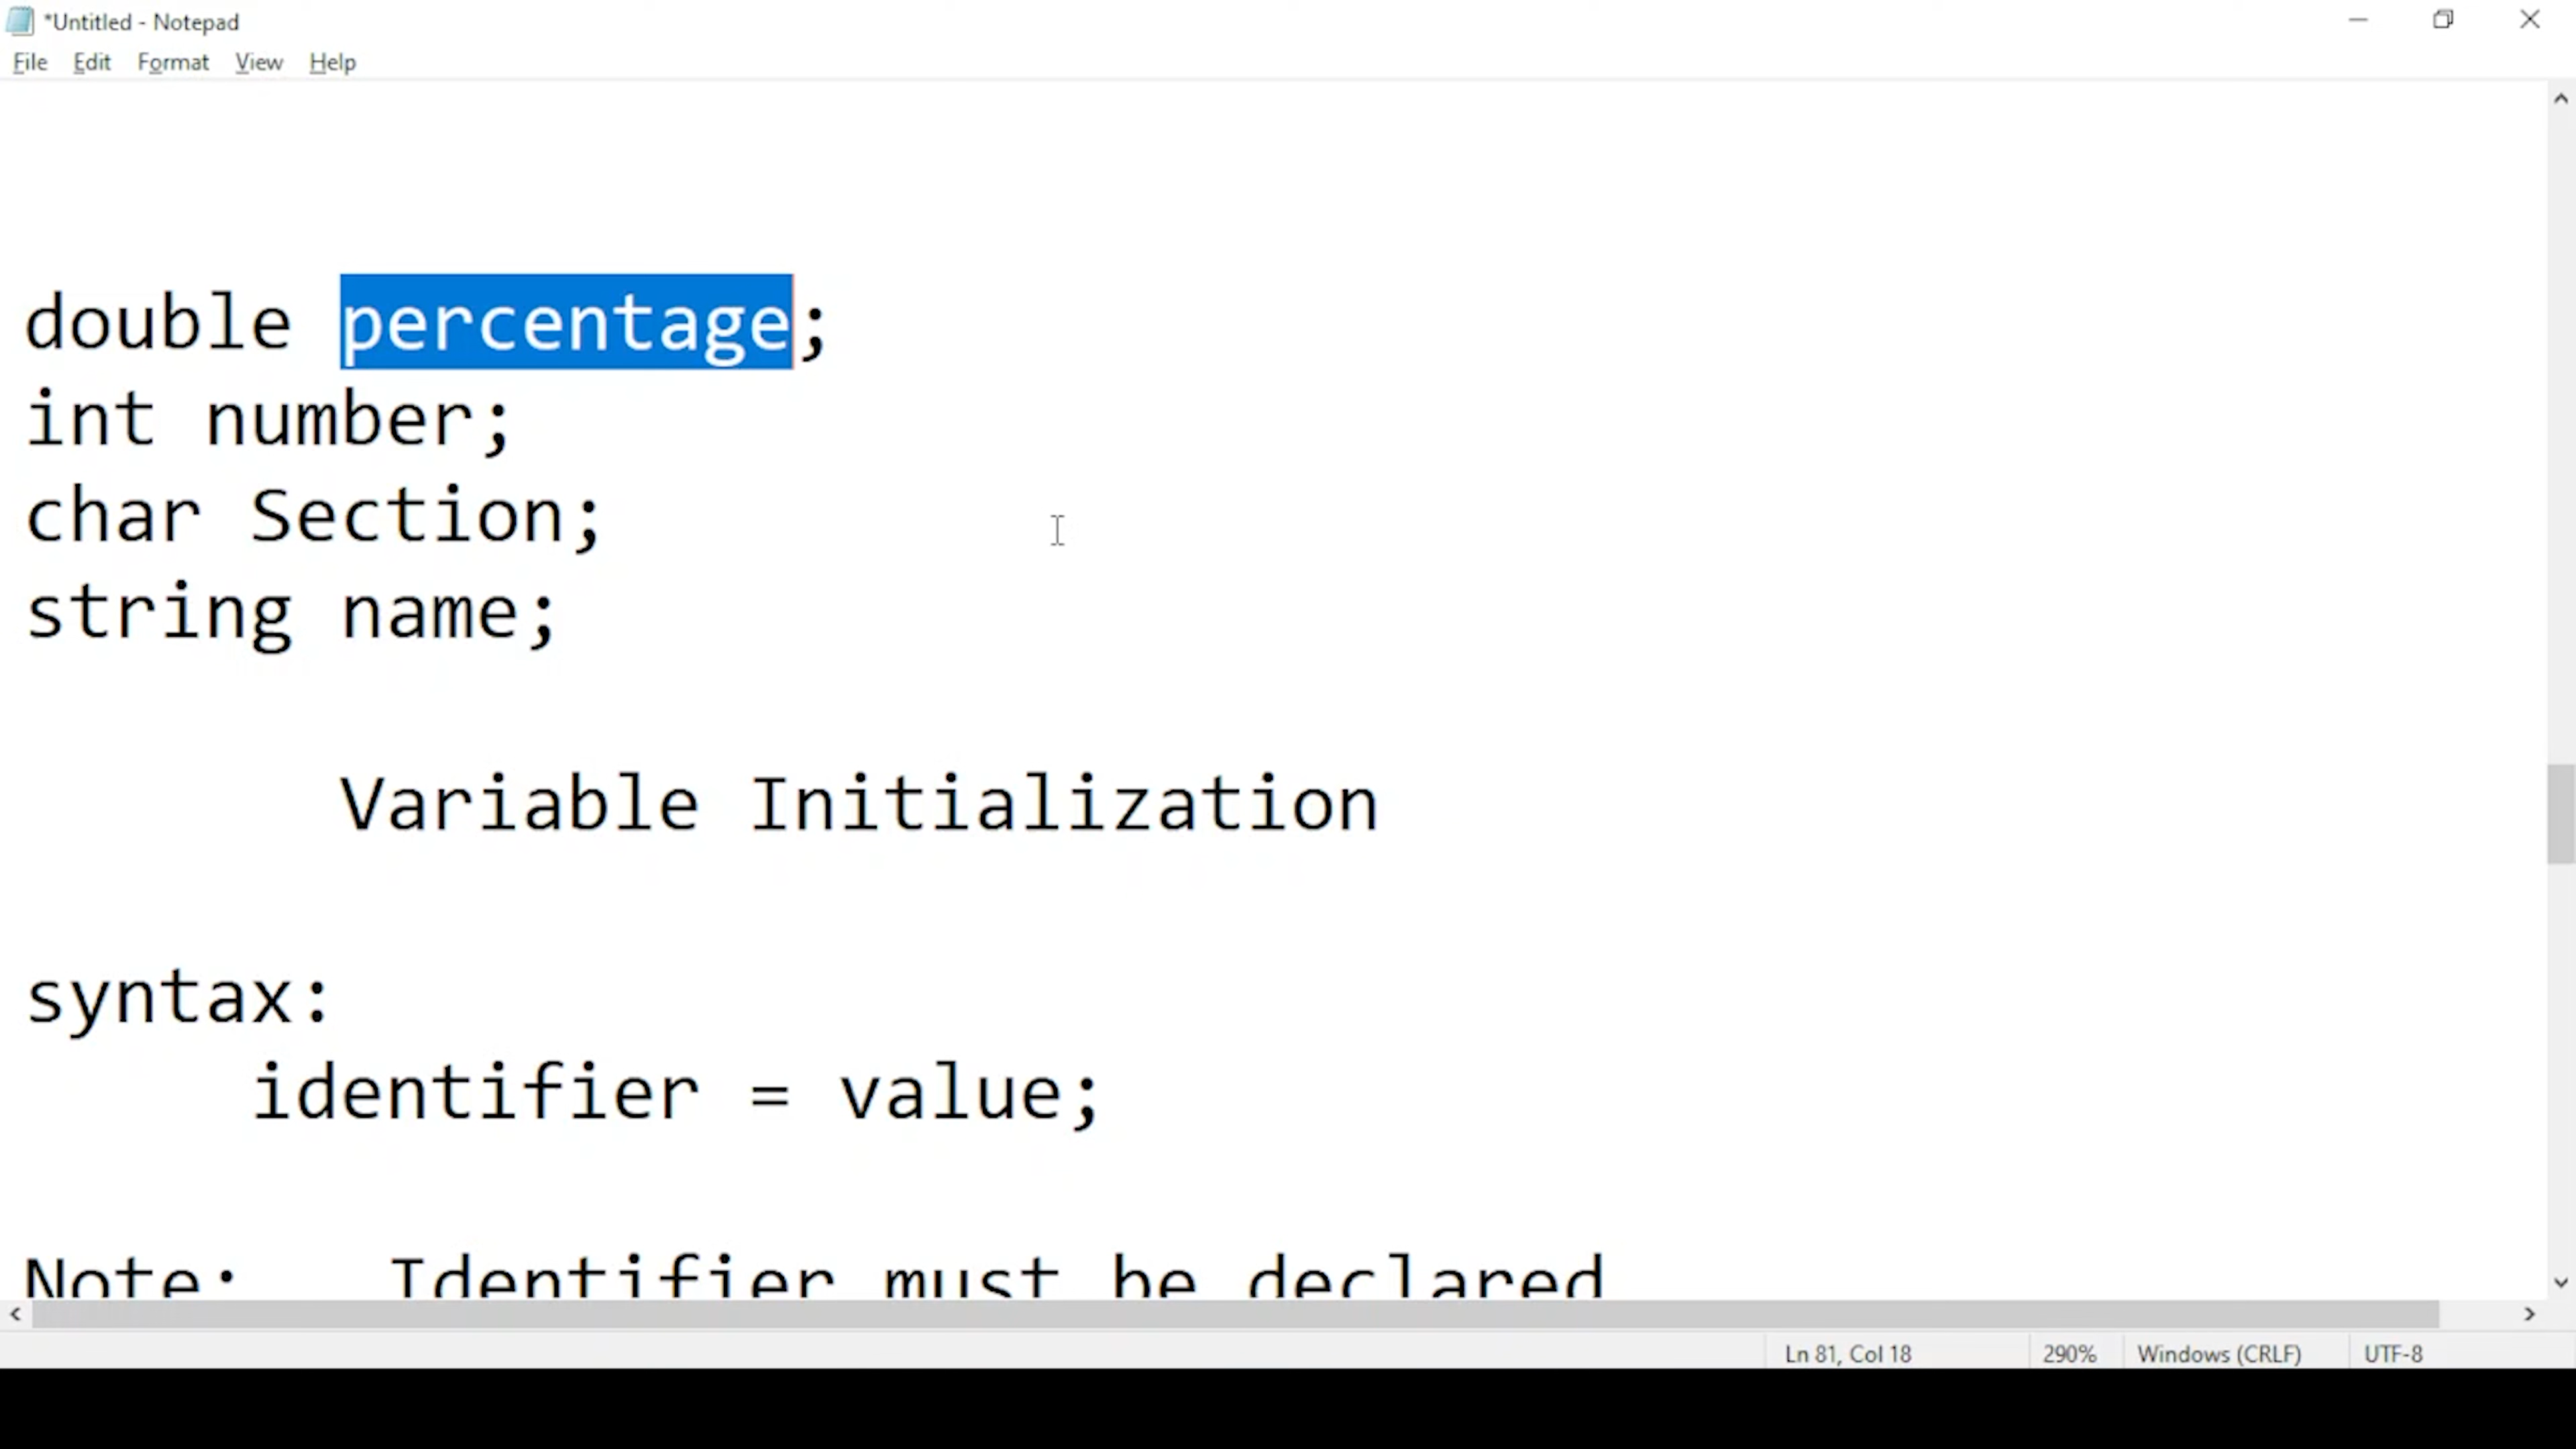 *Untitled - Notepad
File Edit Format View Help
double percentage;
int number;
char Section;
string name;
Variable Initialization
syntax:
identifier = value;
Note: Identifier must be declared
Ln 81, Col 18 290% Windows (CRLF) UTF-8